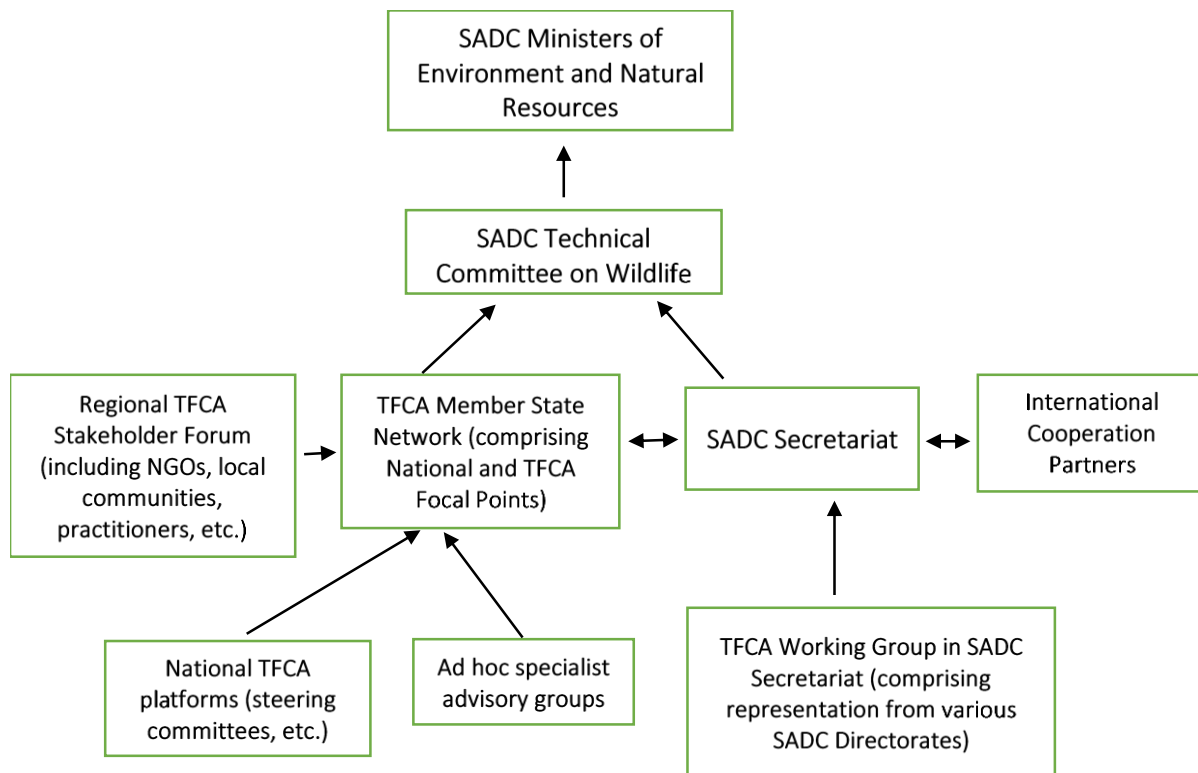 SADC Ministers of
Environment and Natural
Resources
SADC Technical
Committee on Wildlife
Regional TFCA
Stakeholder Forum
(including NGOs, local
communities,
practitioners, etc.)
TFCA Member State
Network (comprising
National and TFCA
Focal Points)
SADC Secretariat
International
Cooperation
Partners
National TFCA
platforms (steering
committees, etc.)
Ad hoc specialist
advisory groups
TFCA Working Group in SADC
Secretariat (comprising
representation from various
SADC Directorates)